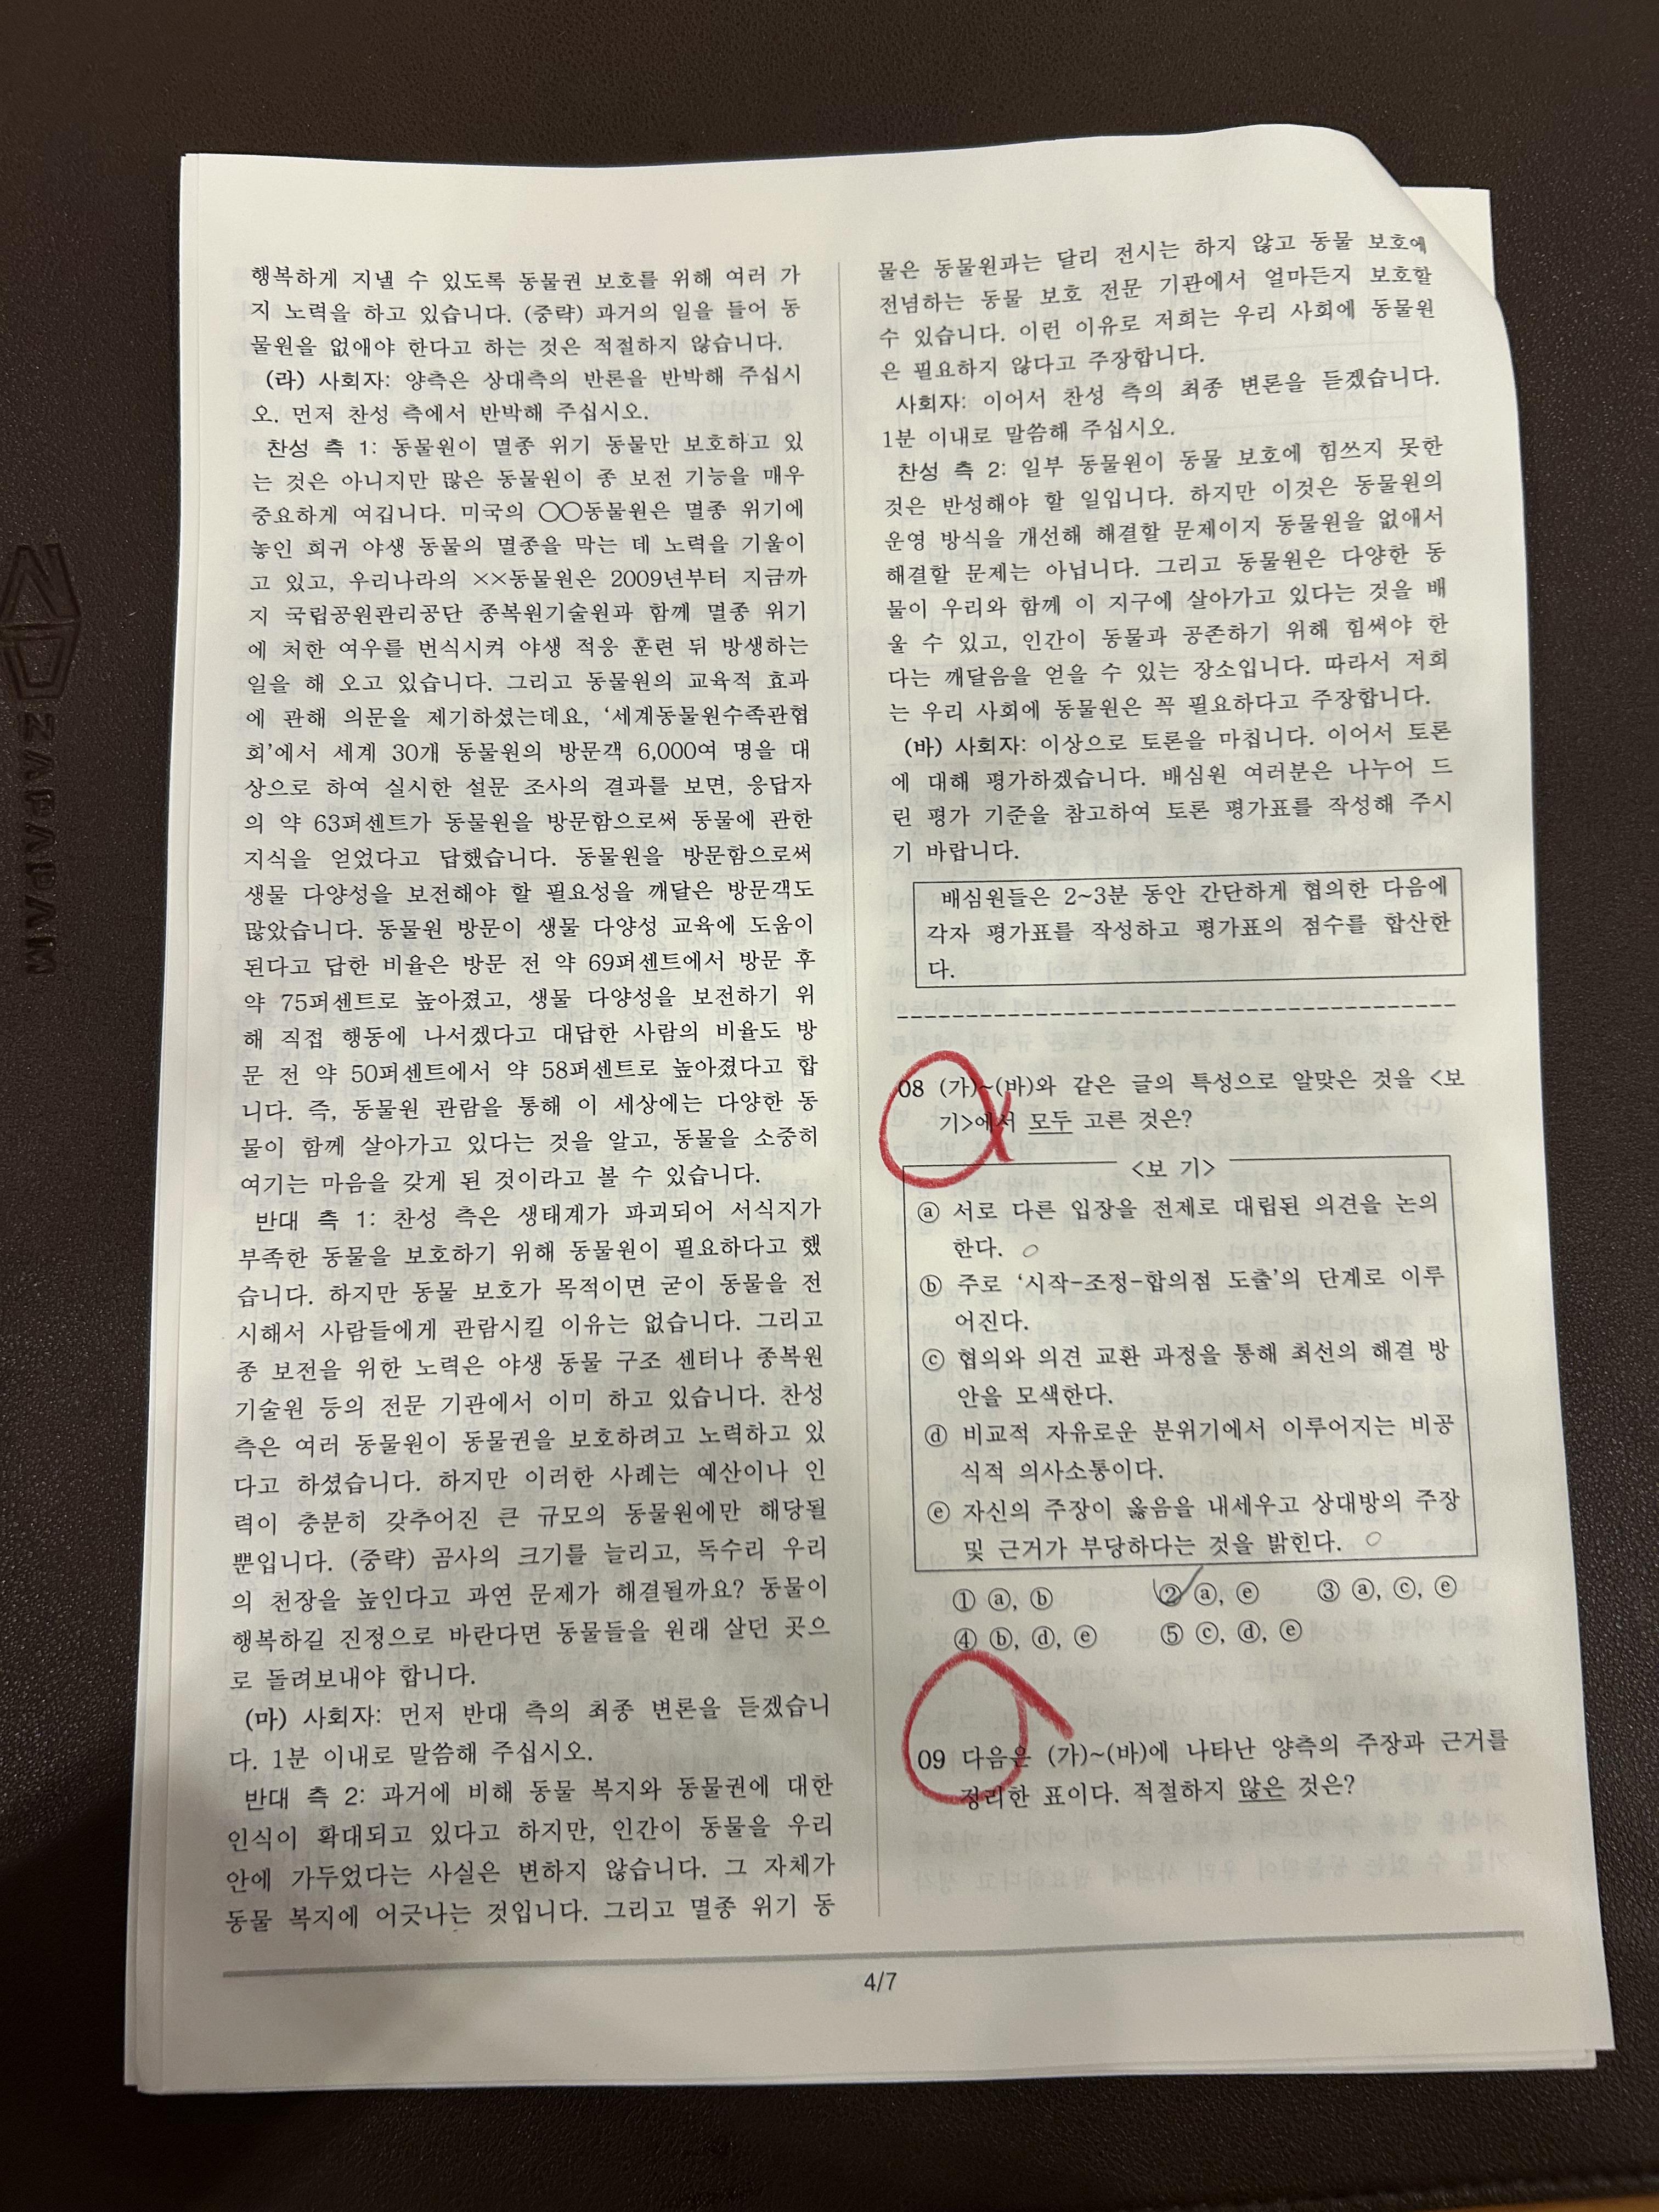 행복하게 지낼 수 있도록 동물권 보호를 위해 여러 가
지 노력을 하고 있습니다. (중략) 과거의 일을 들어 동
물원을 없애야 한다고 하는 것은 적절하지 않습니다.
(라) 사회자: 양측은 상대측의 반론을 반박해 주십시
오. 먼저 찬성 측에서 반박해 주십시오.
찬성 측 1: 동물원이 멸종 위기 동물만 보호하고 있
는 것은 아니지만 많은 동물원이 종 보전 기능을 매우
중요하게 여깁니다. 미국의 ○○동물원은 멸종 위기에
놓인 희귀 야생 동물의 멸종을 막는 데 노력을 기울이
고 있고, 우리나라의 ××동물원은 2009년부터 지금까
지 국립공원관리공단 종복원기술원과 함께 멸종 위기
에 처한 여우를 번식시켜 야생 적응 훈련 뒤 방생하는
일을 해 오고 있습니다. 그리고 동물원의 교육적 효과
에 관해 의문을 제기하셨는데요, ‘세계동물원수족관협
회’에서 세계 30개 동물원의 방문객 6,000여 명을 대
상으로 하여 실시한 설문 조사의 결과를 보면, 응답자
의 약 63퍼센트가 동물원을 방문함으로써 동물에 관한
지식을 얻었다고 답했습니다. 동물원을 방문함으로써
생물 다양성을 보전해야 할 필요성을 깨달은 방문객도
많았습니다. 동물원 방문이 생물 다양성 교육에 도움이
된다고 답한 비율은 방문 전 약 69퍼센트에서 방문 후
약 75퍼센트로 높아졌고, 생물 다양성을 보전하기 위
해 직접 행동에 나서겠다고 대답한 사람의 비율도 방
문 전 약 50퍼센트에서 약 58퍼센트로 높아졌다고 합
니다. 즉, 동물원 관람을 통해 이 세상에는 다양한 동
물이 함께 살아가고 있다는 것을 알고, 동물을 소중히
여기는 마음을 갖게 된 것이라고 볼 수 있습니다.
반대 측 1: 찬성 측은 생태계가 파괴되어 서식지가
부족한 동물을 보호하기 위해 동물원이 필요하다고 했
습니다. 하지만 동물 보호가 목적이면 굳이 동물을 전
시해서 사람들에게 관람시킬 이유는 없습니다. 그리고
종 보전을 위한 노력은 야생 동물 구조 센터나 종복원
기술원 등의 전문 기관에서 이미 하고 있습니다. 찬성
측은 여러 동물원이 동물권을 보호하려고 노력하고 있
다고 하셨습니다. 하지만 이러한 사례는 예산이나 인
력이 충분히 갖추어진 큰 규모의 동물원에만 해당될
뿐입니다. (중략) 곰사의 크기를 늘리고, 독수리 우리
의 천장을 높인다고 과연 문제가 해결될까요? 동물이
행복하길 진정으로 바란다면 동물들을 원래 살던 곳으
로 돌려보내야 합니다.
(마) 사회자: 먼저 반대 측의 최종 변론을 듣겠습니
다. 1분 이내로 말씀해 주십시오.
반대 측 2: 과거에 비해 동물 복지와 동물권에 대한
인식이 확대되고 있다고 하지만, 인간이 동물을 우리
안에 가두었다는 사실은 변하지 않습니다. 그 자체가
동물 복지에 어긋나는 것입니다. 그리고 멸종 위기 동
물은 동물원과는 달리 전시는 하지 않고 동물 보호에
전념하는 동물 보호 전문 기관에서 얼마든지 보호할
수 있습니다. 이런 이유로 저희는 우리 사회에 동물원
은 필요하지 않다고 주장합니다.
사회자: 이어서 찬성 측의 최종 변론을 듣겠습니다.
1분 이내로 말씀해 주십시오.
찬성 측 2: 일부 동물원이 동물 보호에 힘쓰지 못한
것은 반성해야 할 일입니다. 하지만 이것은 동물원의
운영 방식을 개선해 해결할 문제이지 동물원을 없애서
해결할 문제는 아닙니다. 그리고 동물원은 다양한 동
물이 우리와 함께 이 지구에 살아가고 있다는 것을 배
울 수 있고, 인간이 동물과 공존하기 위해 힘써야 한
다는 깨달음을 얻을 수 있는 장소입니다. 따라서 저희
는 우리 사회에 동물원은 꼭 필요하다고 주장합니다.
(바) 사회자: 이상으로 토론을 마칩니다. 이어서 토론
에 대해 평가하겠습니다. 배심원 여러분은 나누어 드
린 평가 기준을 참고하여 토론 평가표를 작성해 주시
기 바랍니다.
배심원들은 2~3분 동안 간단하게 협의한 다음에
각자 평가표를 작성하고 평가표의 점수를 합산한
다.
08 (가)~(바)와 같은 글의 특성으로 알맞은 것을 <보
기>에서 모두 고른 것은?
<보 기>
ⓐ 서로 다른 입장을 전제로 대립된 의견을 논의
한다. ○
ⓑ 주로 ‘시작-조정-합의점 도출’의 단계로 이루
어진다.
ⓒ 협의와 의견 교환 과정을 통해 최선의 해결 방
안을 모색한다.
ⓓ 비교적 자유로운 분위기에서 이루어지는 비공
식적 의사소통이다.
ⓔ 자신의 주장이 옳음을 내세우고 상대방의 주장
및 근거가 부당하다는 것을 밝힌다. ○
① ⓐ, ⓑ ② ⓐ, ⓔ ③ ⓐ, ⓒ, ⓔ
④ ⓑ, ⓓ, ⓔ ⑤ ⓒ, ⓓ, ⓔ
09 다음은 (가)~(바)에 나타난 양측의 주장과 근거를
정리한 표이다. 적절하지 않은 것은?
4/7